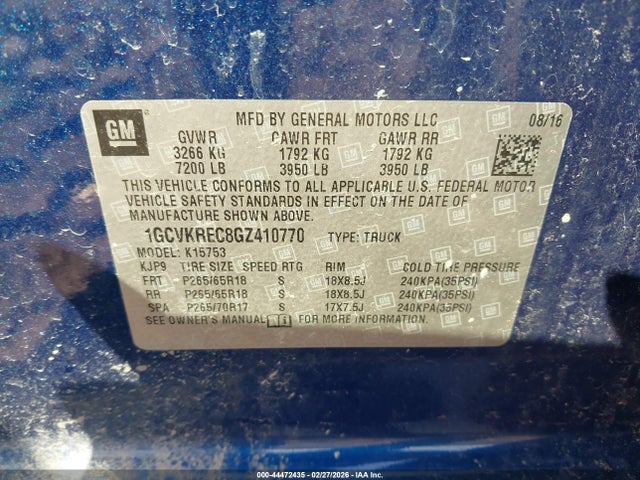 GM
MFD BY GENERAL MOTORS LLC 08/16
GVWR GAWR FRT GAWR RR
3266 KG 1792 KG 1792 KG
7200 LB 3950 LB 3950 LB
THIS VEHICLE CONFORMS TO ALL APPLICABLE U.S. FEDERAL MOTOR
VEHICLE SAFETY STANDARDS IN EFFECT ON THE DATE OF
MANUFACTURE SHOWN ABOVE.
1GCVKREC8GZ410770 TYPE: TRUCK
MODEL: K15753
KJP9 TIRE SIZE SPEED RTG RIM COLD TIRE PRESSURE
FRT P265/65R18 S 18X8.5J 240KPA(35PSI)
RR P265/65R18 S 18X8.5J 240KPA(35PSI)
SPA P265/70R17 S 17X7.5J 240KPA(35PSI)
SEE OWNER'S MANUAL FOR MORE INFORMATION.
000-44472435 - 02/27/2026 - IAA Inc.